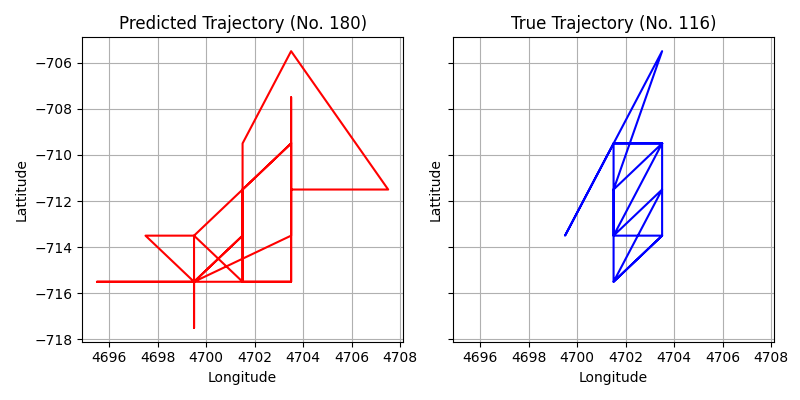 Predicted Trajectory (No. 180)
True Trajectory (No. 116)
−706
−708
−710
−712
−714
−716
−718
Lattitude
Lattitude
4696 4698 4700 4702 4704 4706 4708
4696 4698 4700 4702 4704 4706 4708
Longitude
Longitude